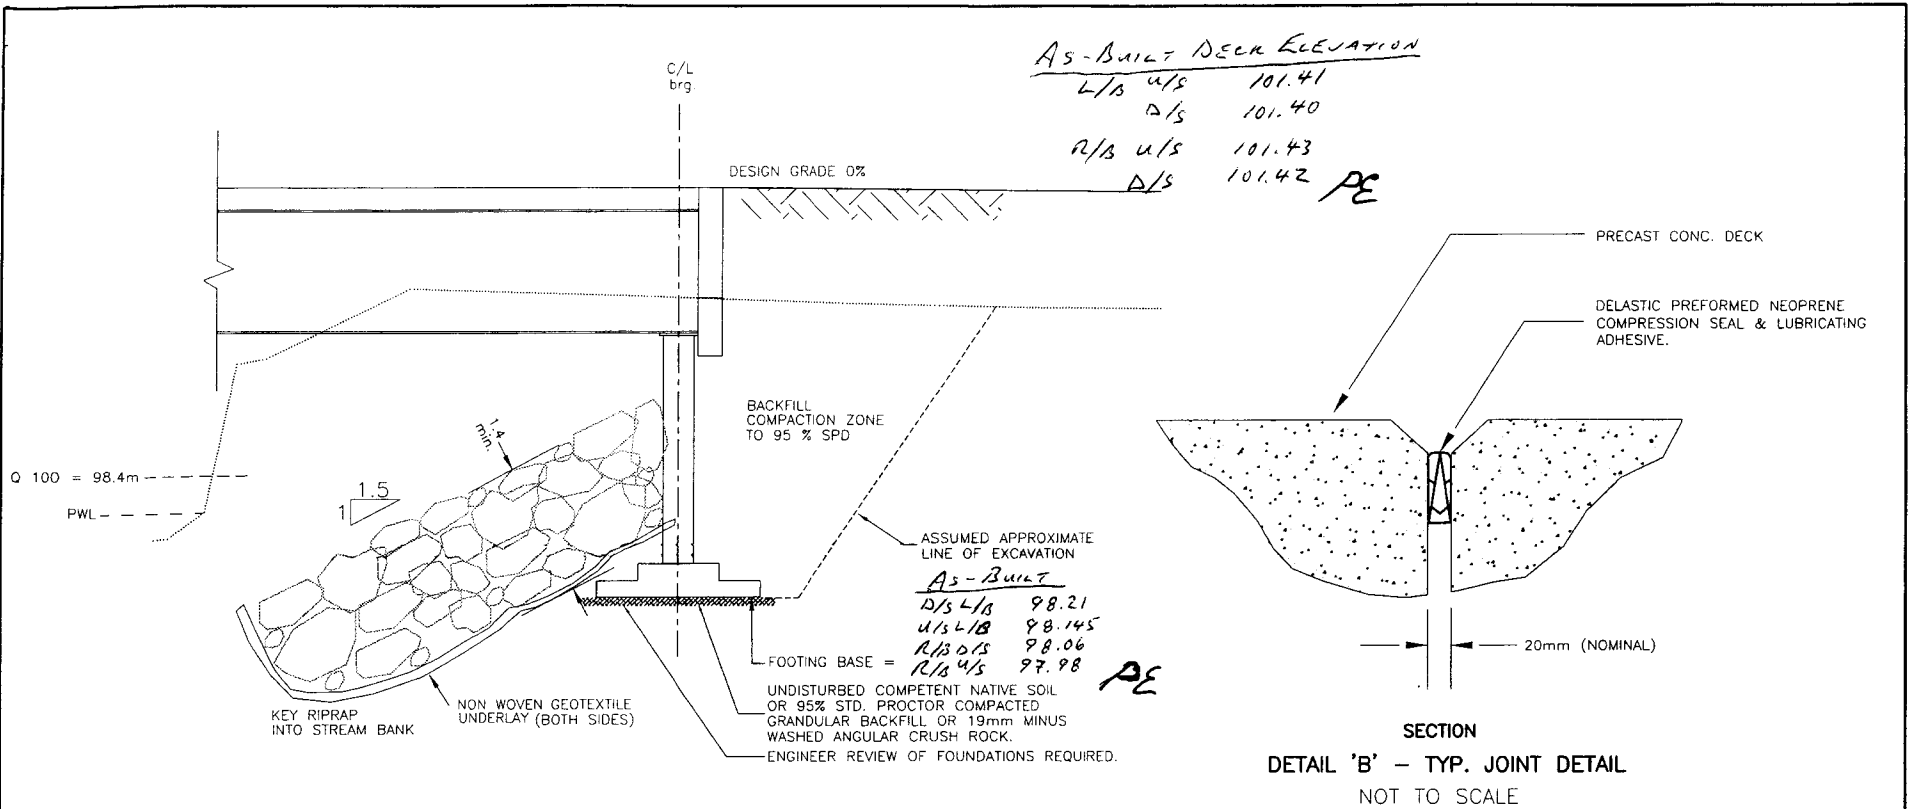 AS-BUILT DECK ELEVATION
L/B U/S 101.41
D/S 101.40
R/B U/S 101.43
D/S 101.42 PE
C/L
brg.
DESIGN GRADE 0%
PRECAST CONC. DECK
DELASTIC PREFORMED NEOPRENE
COMPRESSION SEAL & LUBRICATING
ADHESIVE.
BACKFILL
COMPACTION ZONE
TO 95 % SPD
1.4
min.
Q 100 = 98.4m
1.5
1
PWL
ASSUMED APPROXIMATE
LINE OF EXCAVATION
AS-BUILT
D/S L/B 98.21
U/S L/B 98.145
R/B D/S 98.06
FOOTING BASE = R/B U/S 97.98 PE
UNDISTURBED COMPETENT NATIVE SOIL
OR 95% STD. PROCTOR COMPACTED
GRANDULAR BACKFILL OR 19mm MINUS
WASHED ANGULAR CRUSH ROCK.
ENGINEER REVIEW OF FOUNDATIONS REQUIRED.
KEY RIPRAP
INTO STREAM BANK
NON WOVEN GEOTEXTILE
UNDERLAY (BOTH SIDES)
20mm (NOMINAL)
SECTION
DETAIL 'B' – TYP. JOINT DETAIL
NOT TO SCALE